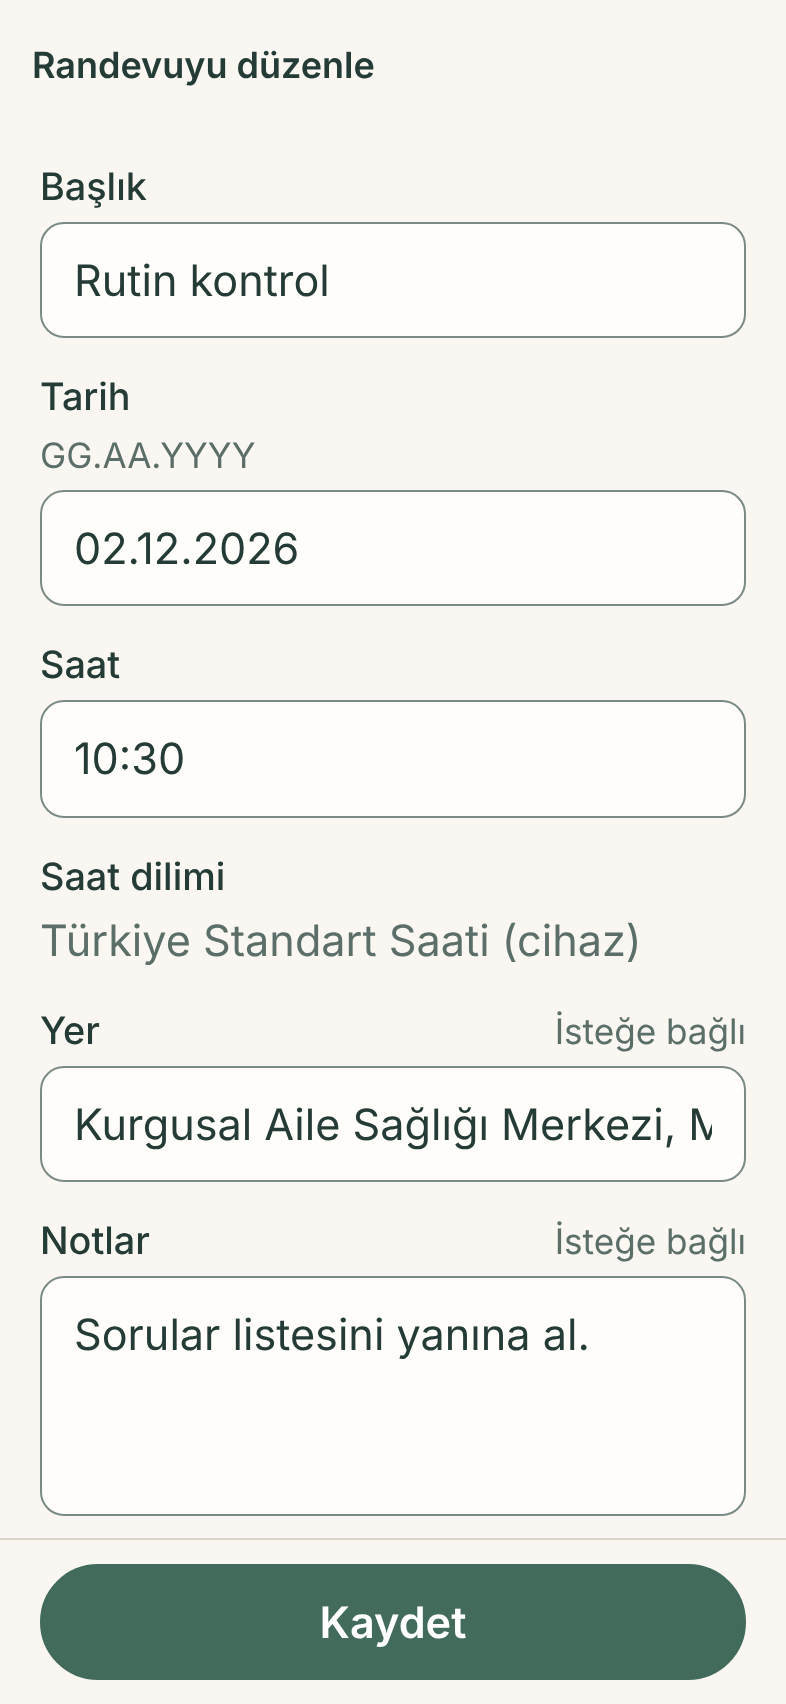 Randevuyu düzenle
Başlık
Rutin kontrol
Tarih
GG.AA.YYYY
02.12.2026
Saat
10:30
Saat dilimi
Türkiye Standart Saati (cihaz)
Yer İsteğe bağlı
Kurgusal Aile Sağlığı Merkezi,
Notlar İsteğe bağlı
Sorular listesini yanına al.
Kaydet